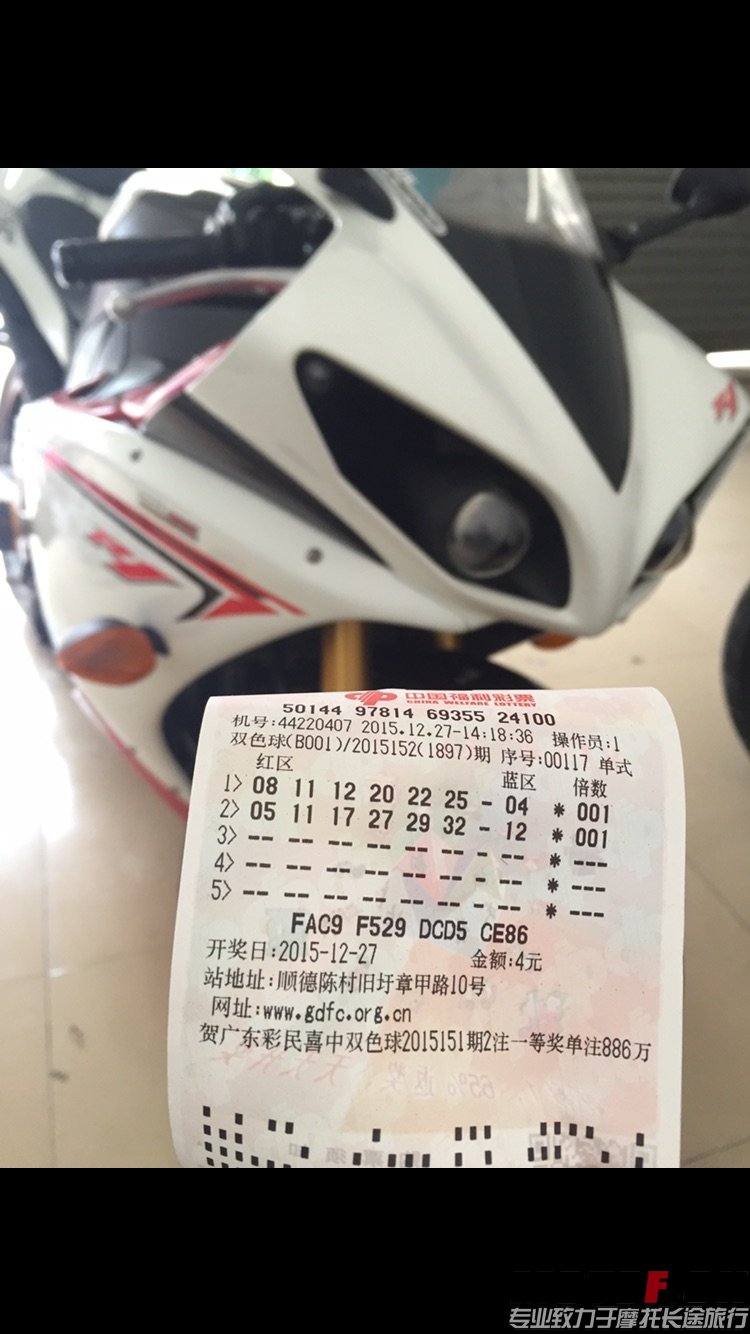 中国福利彩票
CHINA WELFARE LOTTERY
50144 97814 69355 24100
机号:44220407 2015.12.27-14:18:36 操作员:1
双色球(B001)/2015152(1897)期 序号:00117 单式
红区 蓝区 倍数
1> 08 11 12 20 22 25 - 04 * 001
2> 05 11 17 27 29 32 - 12 * 001
3> -- -- -- -- -- -- - -- * ---
4> -- -- -- -- -- -- - -- * ---
5> -- -- -- -- -- -- - -- * ---
FAC9 F529 DCD5 CE86
开奖日:2015-12-27 金额:4元
站地址:顺德陈村旧圩章甲路10号
网址:www.gdfc.org.cn
贺广东彩民喜中双色球2015151期2注一等奖单注886万
F
专业致力于摩托长途旅行